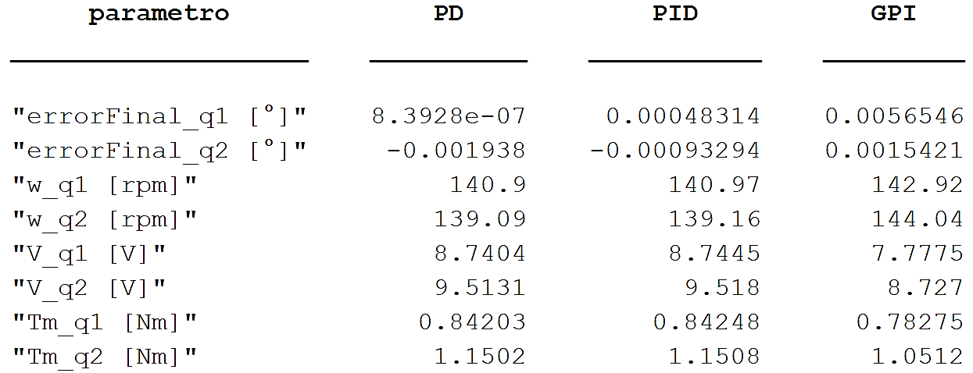 parametro PD PID GPI
"errorFinal_q1 [°]" 8.3928e-07 0.00048314 0.0056546
"errorFinal_q2 [°]" -0.001938 -0.00093294 0.0015421
"w_q1 [rpm]" 140.9 140.97 142.92
"w_q2 [rpm]" 139.09 139.16 144.04
"V_q1 [V]" 8.7404 8.7445 7.7775
"V_q2 [V]" 9.5131 9.518 8.727
"Tm_q1 [Nm]" 0.84203 0.84248 0.78275
"Tm_q2 [Nm]" 1.1502 1.1508 1.0512